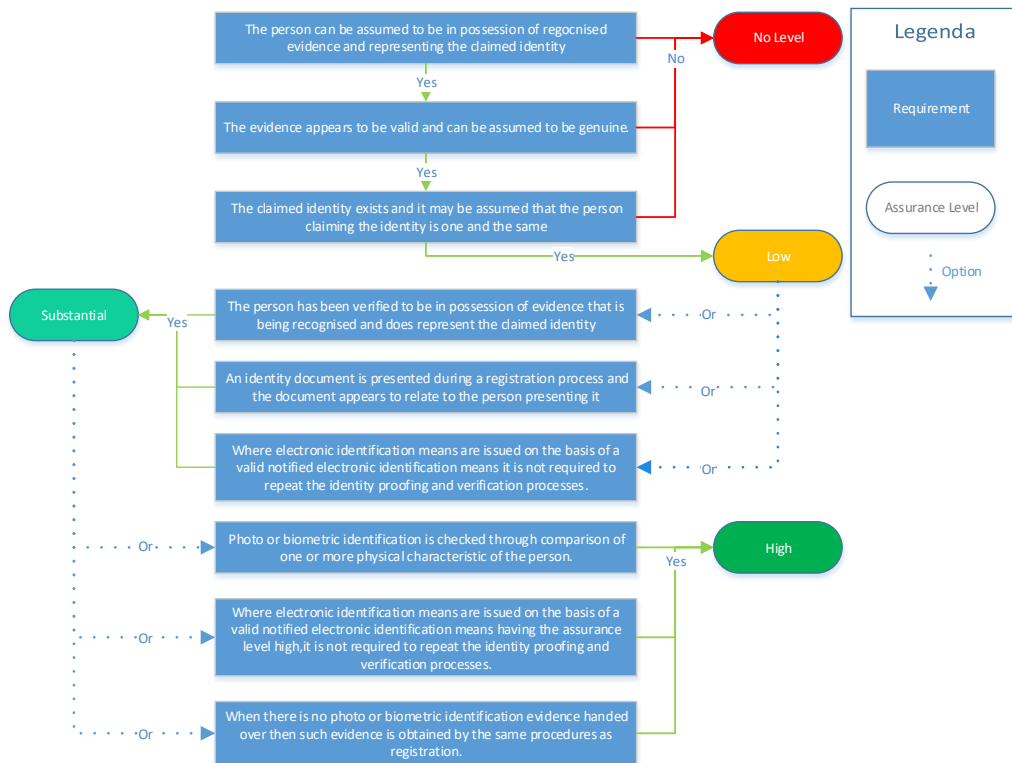 The person can be assumed to be in possession of regocnised
evidence and representing the claimed identity
No Level
Legenda
No
Yes
Requirement
The evidence appears to be valid and can be assumed to be genuine.
Yes
The claimed identity exists and it may be assumed that the person
claiming the identity is one and the same
Assurance Level
Yes
Low
Option
Substantial
Yes
The person has been verified to be in possession of evidence that is
being recognised and does represent the claimed identity
Or
An identity document is presented during a registration process and
the document appears to relate to the person presenting it
Or
Where electronic identification means are issued on the basis of
a valid notified electronic identification means it is not required to
repeat the identity proofing and verification processes.
Or
Or
Photo or biometric identification is checked through comparison of
one or more physical characteristic of the person.
High
Yes
Or
Where electronic identification means are issued on the basis of a
valid notified electronic identification means having the assurance
level high,it is not required to repeat the identity proofing and
verification processes.
Or
When there is no photo or biometric identification evidence handed
over then such evidence is obtained by the same procedures as
registration.